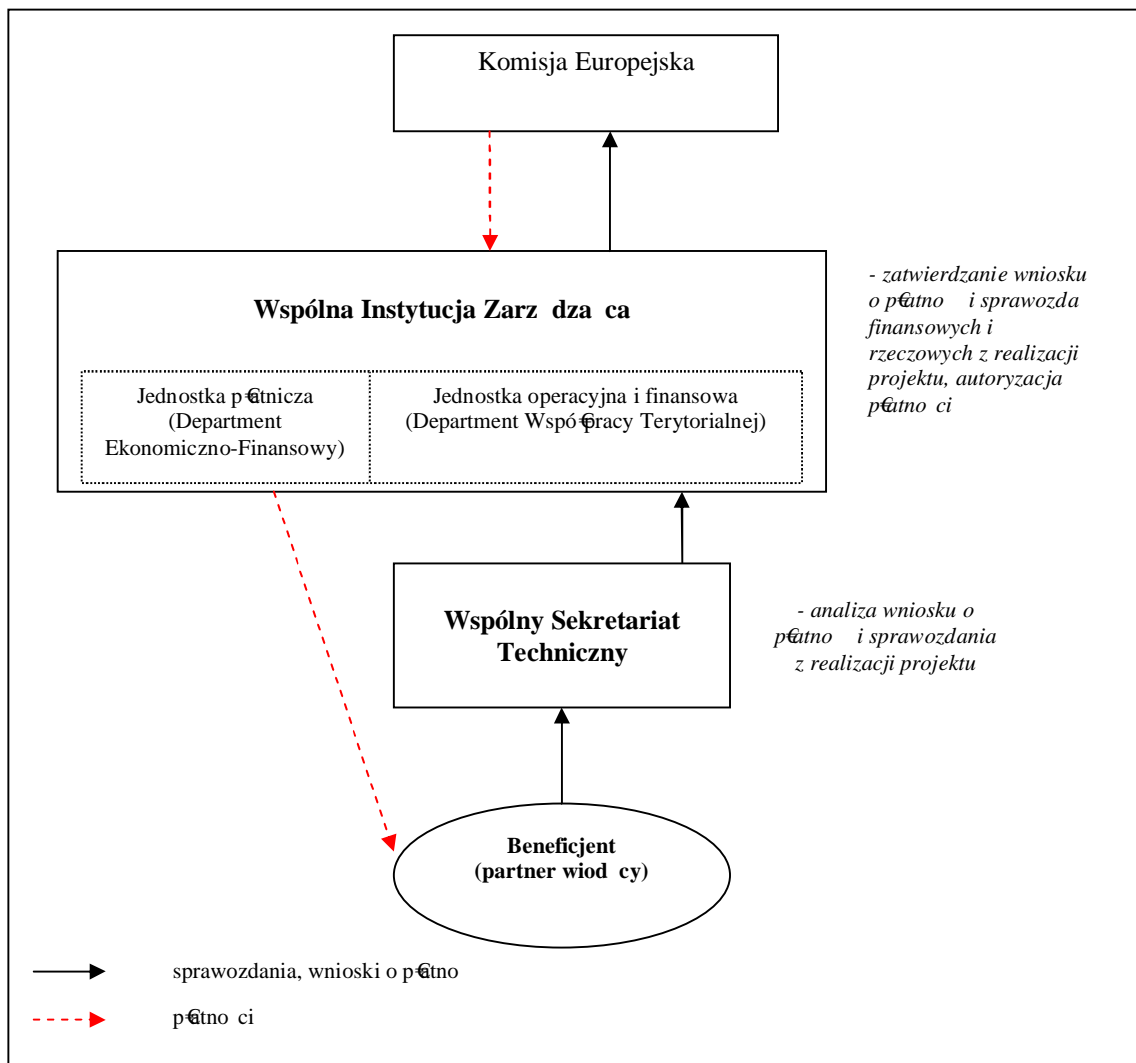 Komisja Europejska
Wspólna Instytucja Zarz dza ca
Jednostka p€atnicza
(Department
Ekonomiczno-Finansowy)
Jednostka operacyjna i finansowa
(Department Wspó€pracy Terytorialnej)
- zatwierdzanie wniosku
o p€atno i sprawozda
finansowych i
rzeczowych z realizacji
projektu, autoryzacja
p€atno ci
Wspólny Sekretariat
Techniczny
- analiza wniosku o
p€atno i sprawozdania
z realizacji projektu
Beneficjent
(partner wiod cy)
sprawozdania, wnioski o p€atno
p€atno ci